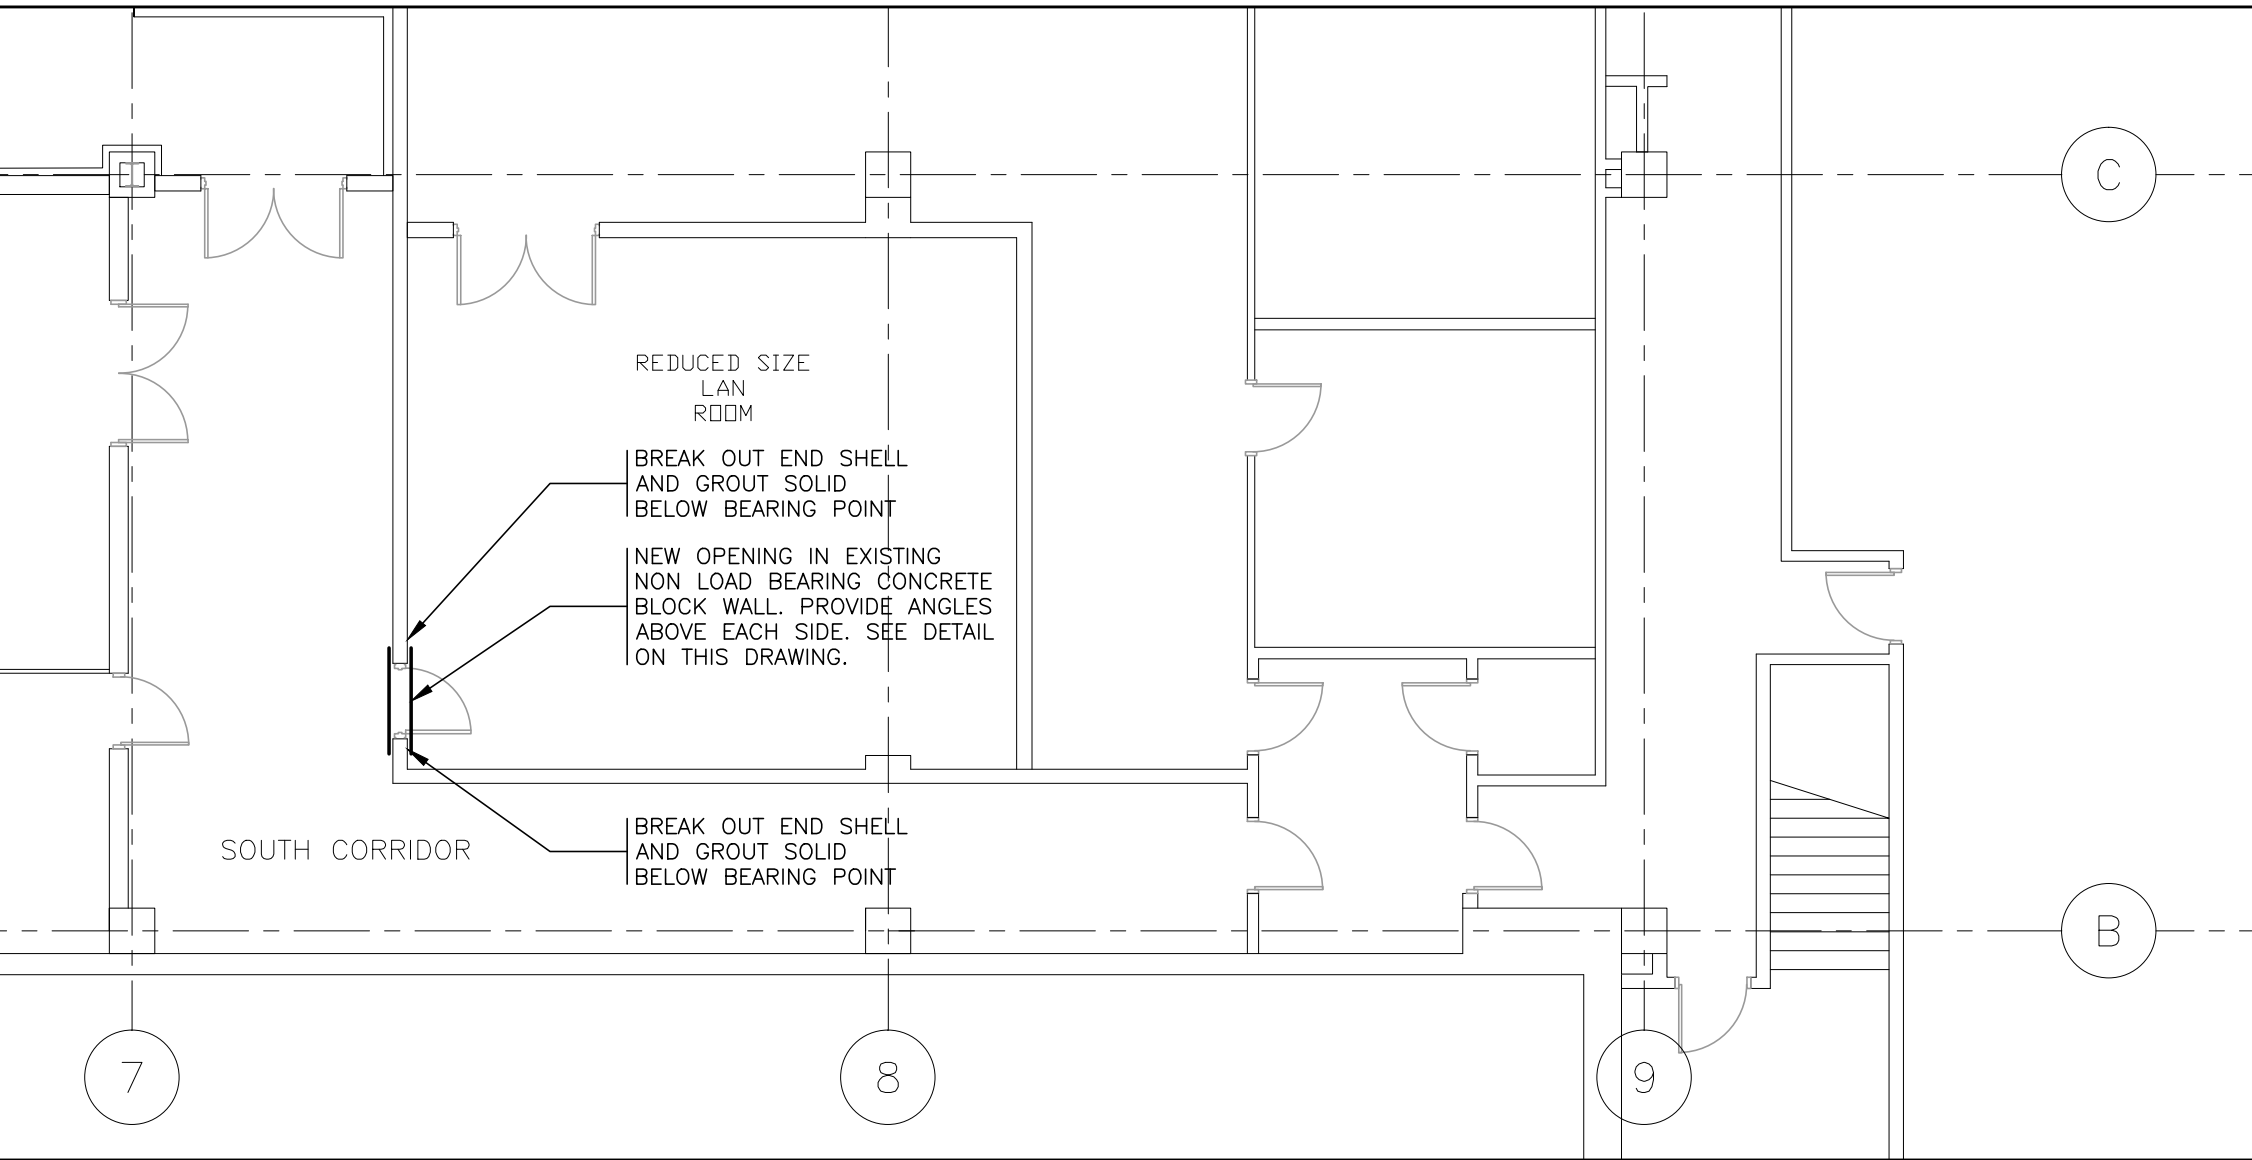 C
REDUCED SIZE
LAN
ROOM
BREAK OUT END SHELL
AND GROUT SOLID
BELOW BEARING POINT
NEW OPENING IN EXISTING
NON LOAD BEARING CONCRETE
BLOCK WALL. PROVIDE ANGLES
ABOVE EACH SIDE. SEE DETAIL
ON THIS DRAWING.
SOUTH CORRIDOR
BREAK OUT END SHELL
AND GROUT SOLID
BELOW BEARING POINT
B
7
8
9